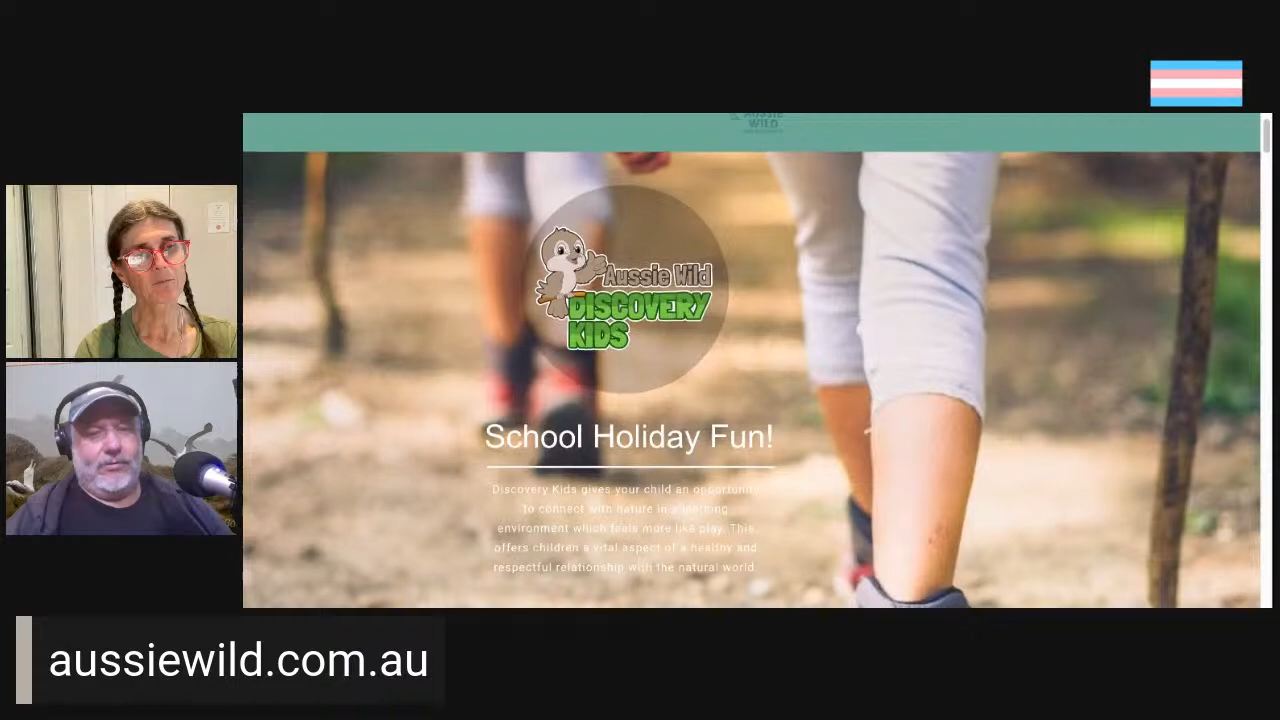 AUSSIE
WILD
Aussie Wild
DISCOVERY
KIDS
School Holiday Fun!
Discovery Kids gives your child an opportunity
to connect with nature in a learning
environment which feels more like play. This
offers children a vital aspect of a healthy and
respectful relationship with the natural world
aussiewild.com.au